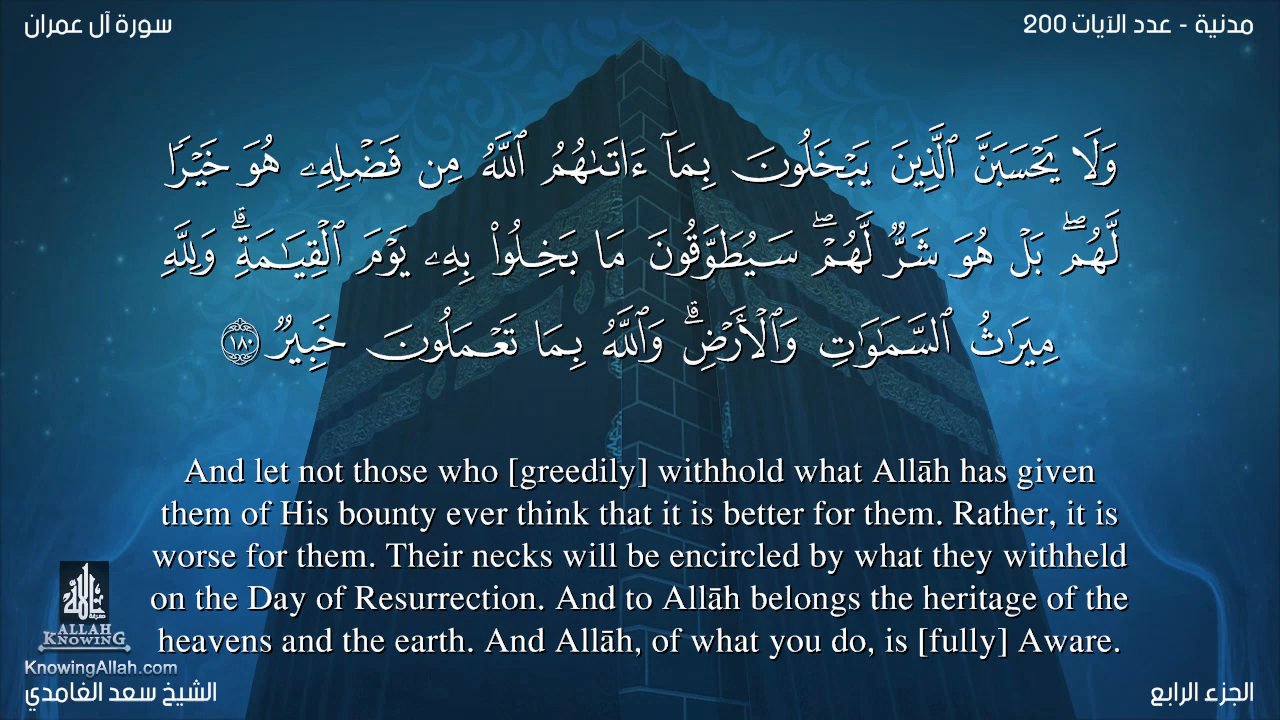 سورة آل عمران
مدنية - عدد الآيات 200
وَلَا يَحْسَبَنَّ ٱلَّذِينَ يَبْخَلُونَ بِمَآ ءَاتَىٰهُمُ ٱللَّهُ مِن فَضْلِهِۦ هُوَ خَيْرًا
لَّهُم ۖ بَلْ هُوَ شَرٌّ لَّهُمْ ۖ سَيُطَوَّقُونَ مَا بَخِلُوا۟ بِهِۦ يَوْمَ ٱلْقِيَـٰمَةِ ۗ وَلِلَّهِ
مِيرَٰثُ ٱلسَّمَـٰوَٰتِ وَٱلْأَرْضِ ۗ وَٱللَّهُ بِمَا تَعْمَلُونَ خَبِيرٌ ١٨٠
And let not those who [greedily] withhold what Allāh has given
them of His bounty ever think that it is better for them. Rather, it is
worse for them. Their necks will be encircled by what they withheld
on the Day of Resurrection. And to Allāh belongs the heritage of the
heavens and the earth. And Allāh, of what you do, is [fully] Aware.
ALLAH
KNOWING
KnowingAllah.com
الشيخ سعد الغامدي
الجزء الرابع